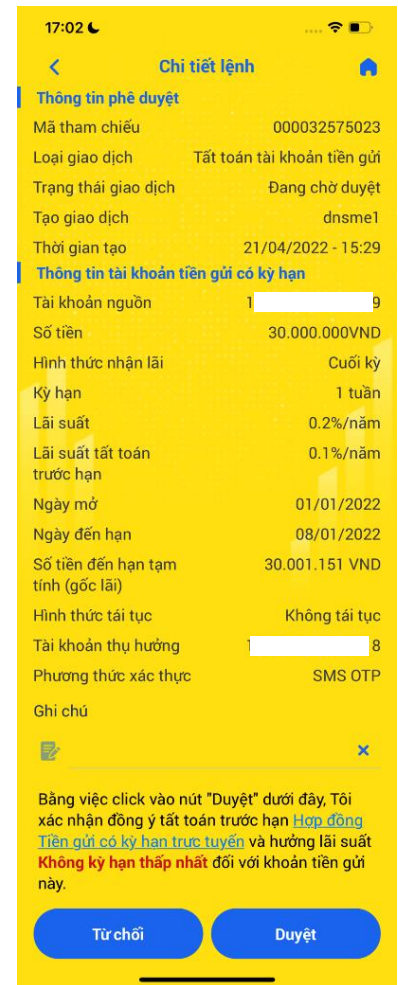 17:02
Chi tiết lệnh
Thông tin phê duyệt
Mã tham chiếu 000032575023
Loại giao dịch Tất toán tài khoản tiền gửi
Trạng thái giao dịch Đang chờ duyệt
Tạo giao dịch dnsme1
Thời gian tạo 21/04/2022 - 15:29
Thông tin tài khoản tiền gửi có kỳ hạn
Tài khoản nguồn 1 9
Số tiền 30.000.000VND
Hình thức nhận lãi Cuối kỳ
Kỳ hạn 1 tuần
Lãi suất 0.2%/năm
Lãi suất tất toán 0.1%/năm
trước hạn
Ngày mở 01/01/2022
Ngày đến hạn 08/01/2022
Số tiền đến hạn tạm 30.001.151 VND
tính (gốc lãi)
Hình thức tái tục Không tái tục
Tài khoản thụ hưởng 1 8
Phương thức xác thực SMS OTP
Ghi chú
Bằng việc click vào nút "Duyệt" dưới đây, Tôi
xác nhận đồng ý tất toán trước hạn Hợp đồng
Tiền gửi có kỳ hạn trực tuyến và hưởng lãi suất
Không kỳ hạn thấp nhất đối với khoản tiền gửi
này.
Từ chối Duyệt